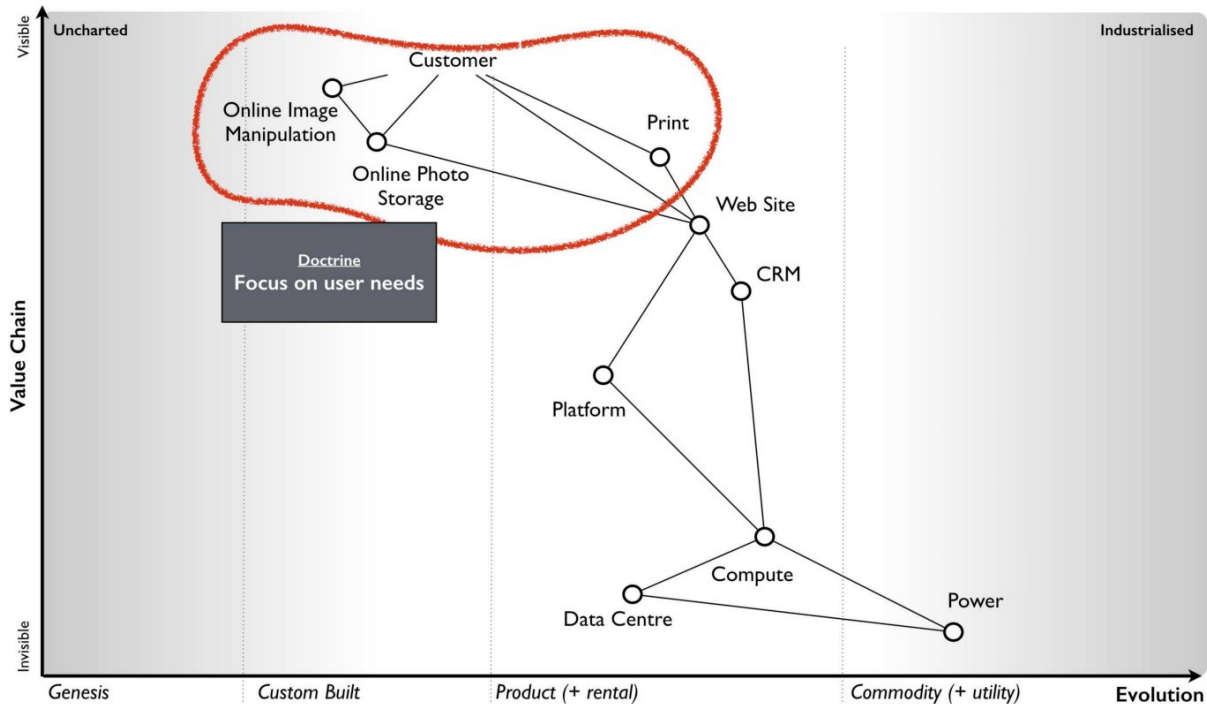 Visible
Uncharted
Industrialised
Customer
Online Image
Manipulation
Print
Online Photo
Storage
Web Site
Doctrine
Focus on user needs
CRM
Value Chain
Platform
Compute
Data Centre
Power
Invisible
Genesis
Custom Built
Product (+ rental)
Commodity (+ utility)
Evolution